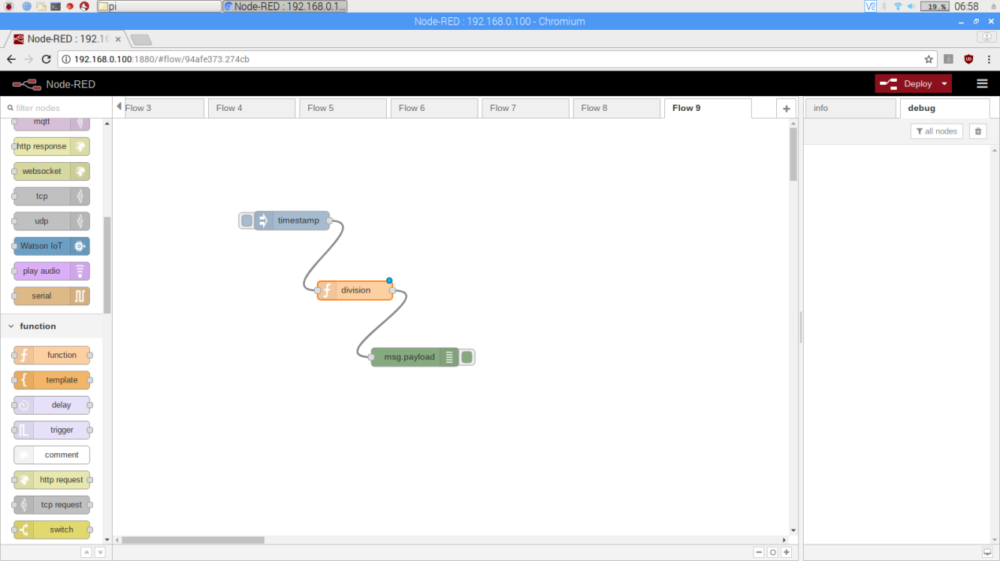 pi
Node-RED : 192.168.0.1...
19 %
06:58
Node-RED : 192.168.0.100 - Chromium
Node-RED : 192.16
192.168.0.100:1880/#flow/94afe373.274cb
Node-RED
Deploy
filter nodes
Flow 3
Flow 4
Flow 5
Flow 6
Flow 7
Flow 8
Flow 9
info
debug
all nodes
mqtt
http response
websocket
tcp
udp
Watson IoT
play audio
serial
function
function
template
delay
trigger
comment
http request
tcp request
switch
timestamp
division
msg.payload